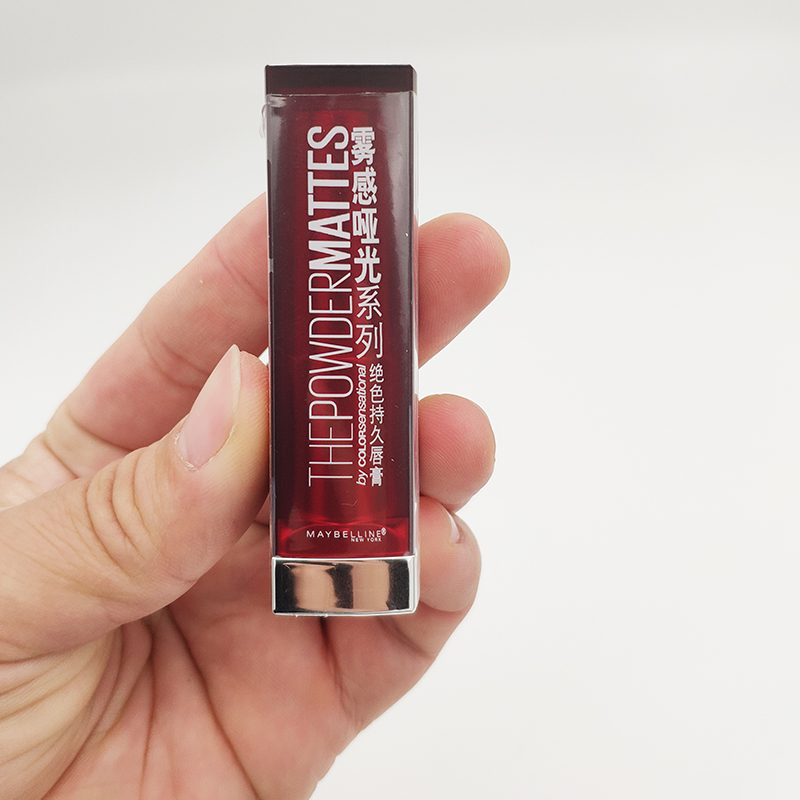 THEPOWDERMATTES
雾感哑光系列
by COLORsensational
绝色持久唇膏
MAYBELLINE®
NEW YORK